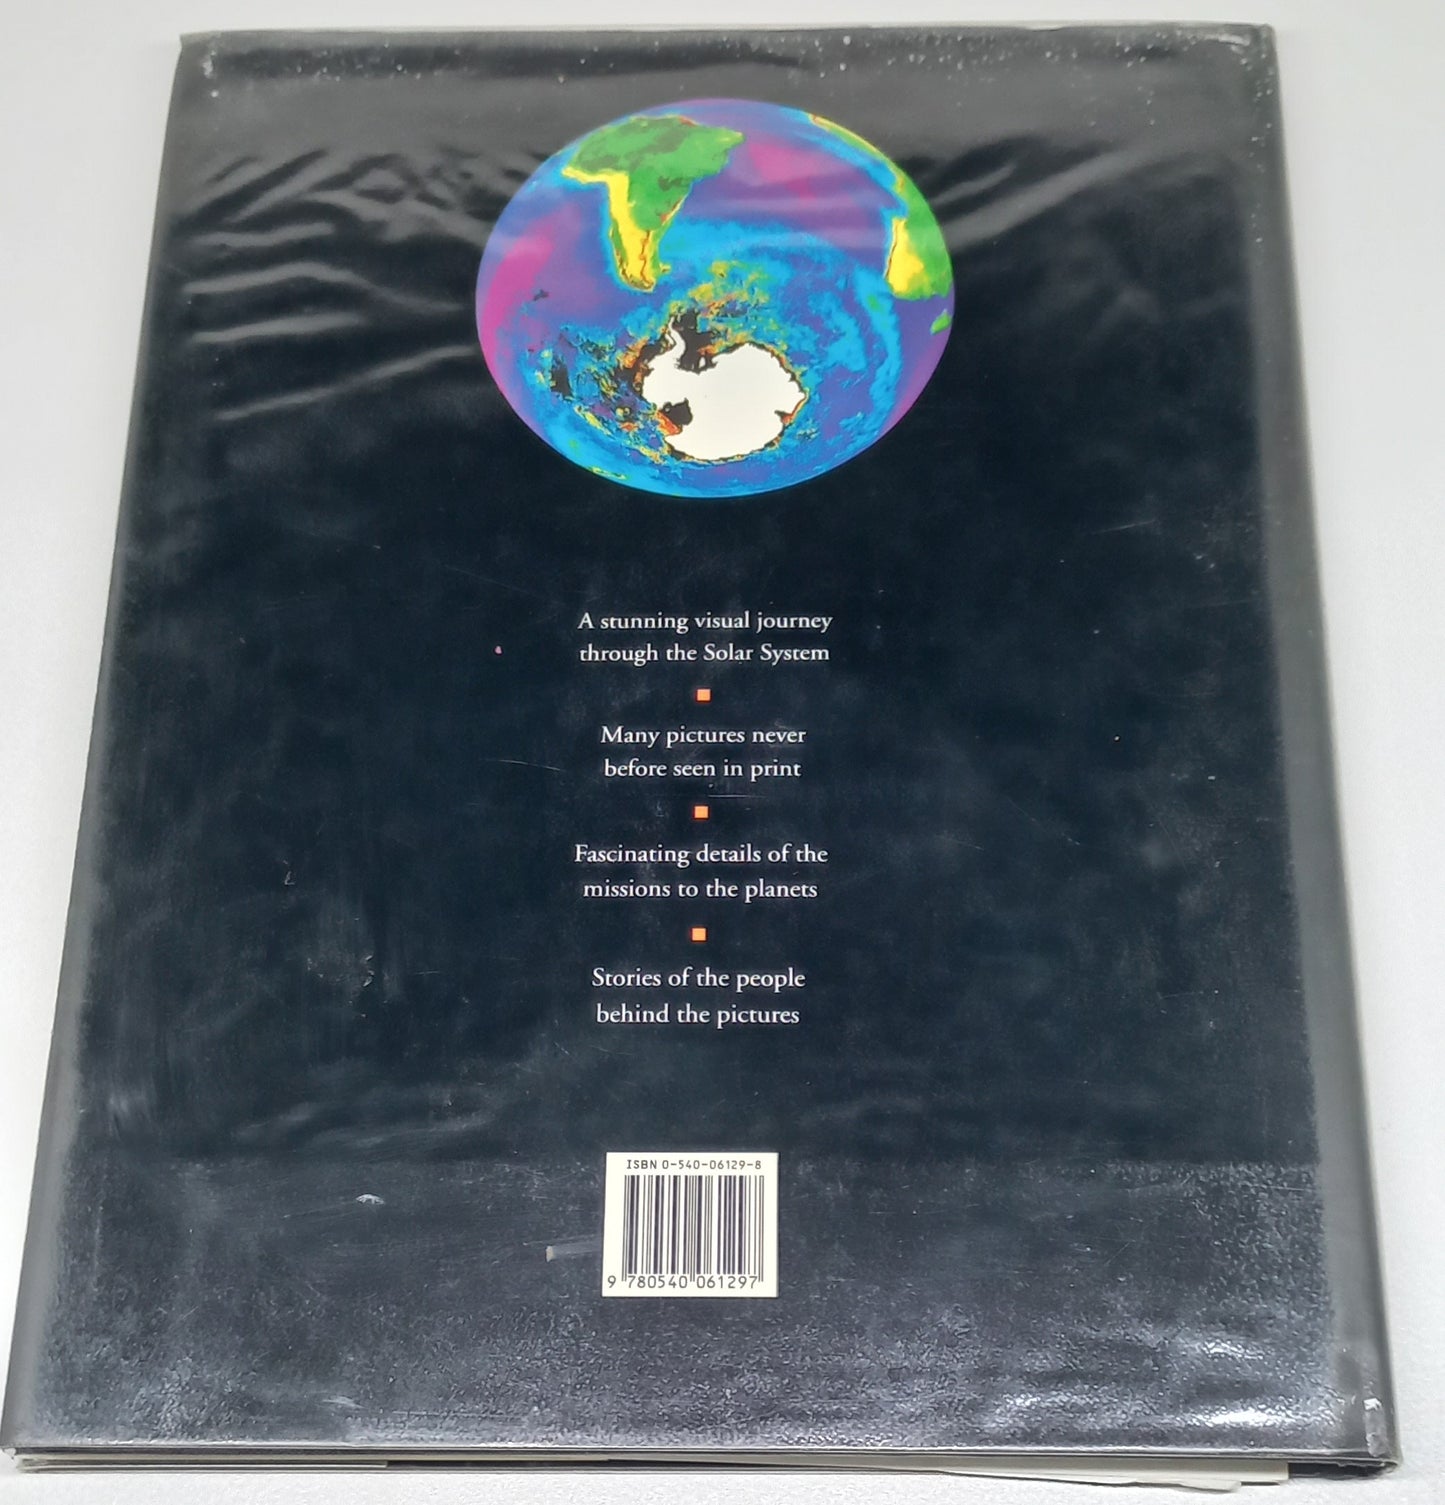 A stunning visual journey
through the Solar System
Many pictures never
before seen in print
Fascinating details of the
missions to the planets
Stories of the people
behind the pictures
ISBN 0-540-06129-8
9 780540 061297